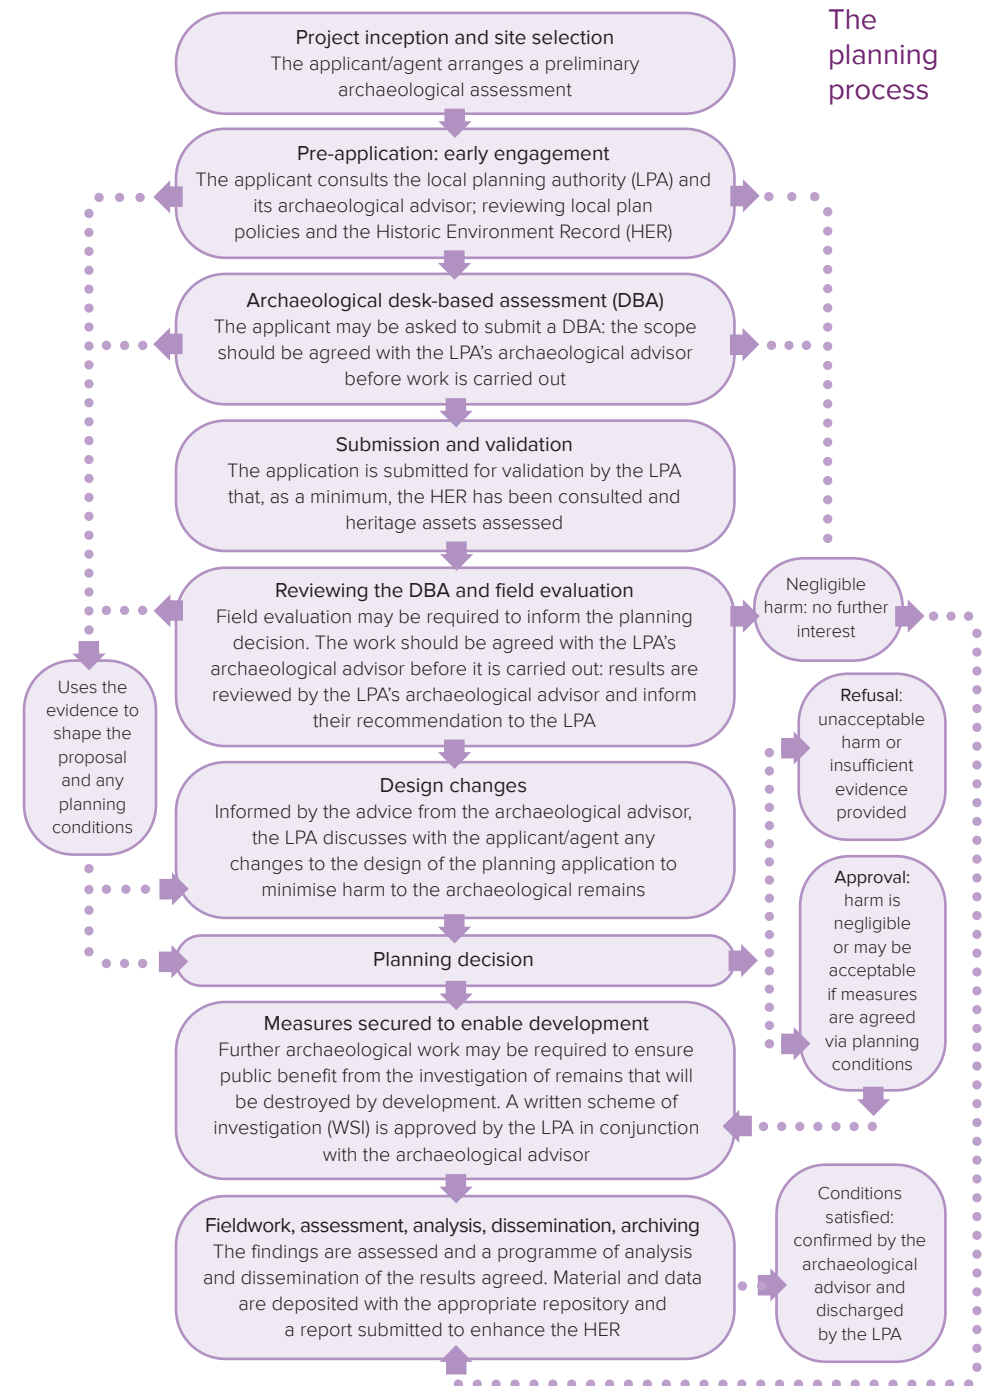 The
planning
process
Project inception and site selection
The applicant/agent arranges a preliminary
archaeological assessment
Pre-application: early engagement
The applicant consults the local planning authority (LPA) and
its archaeological advisor; reviewing local plan
policies and the Historic Environment Record (HER)
Archaeological desk-based assessment (DBA)
The applicant may be asked to submit a DBA: the scope
should be agreed with the LPA’s archaeological advisor
before work is carried out
Submission and validation
The application is submitted for validation by the LPA
that, as a minimum, the HER has been consulted and
heritage assets assessed
Reviewing the DBA and field evaluation
Field evaluation may be required to inform the planning
decision. The work should be agreed with the LPA’s
archaeological advisor before it is carried out: results are
reviewed by the LPA’s archaeological advisor and inform
their recommendation to the LPA
Negligible
harm: no further
interest
Uses the
evidence to
shape the
proposal
and any
planning
conditions
Design changes
Informed by the advice from the archaeological advisor,
the LPA discusses with the applicant/agent any
changes to the design of the planning application to
minimise harm to the archaeological remains
Planning decision
Refusal:
unacceptable
harm or
insufficient
evidence
provided
Approval:
harm is
negligible
or may be
acceptable
if measures
are agreed
via planning
conditions
Measures secured to enable development
Further archaeological work may be required to ensure
public benefit from the investigation of remains that will
be destroyed by development. A written scheme of
investigation (WSI) is approved by the LPA in conjunction
with the archaeological advisor
Fieldwork, assessment, analysis, dissemination, archiving
The findings are assessed and a programme of analysis
and dissemination of the results agreed. Material and data
are deposited with the appropriate repository and
a report submitted to enhance the HER
Conditions
satisfied:
confirmed by the
archaeological
advisor and
discharged
by the LPA